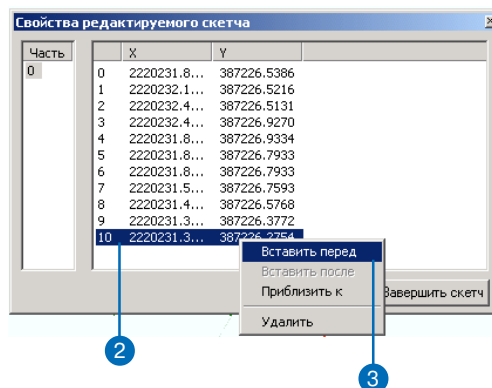 Свойства редактируемого скетча
Часть X Y
0 0 2220231.8... 387226.5386
1 2220232.1... 387226.5216
2 2220232.4... 387226.5131
3 2220232.4... 387226.9270
4 2220231.8... 387226.9334
5 2220231.8... 387226.7933
6 2220231.8... 387226.7933
7 2220231.5... 387226.7593
8 2220231.4... 387226.5768
9 2220231.3... 387226.3772
10 2220231.3... 387226.2754
Вставить перед
Вставить после
Приблизить к
Завершить скетч
Удалить
2
3